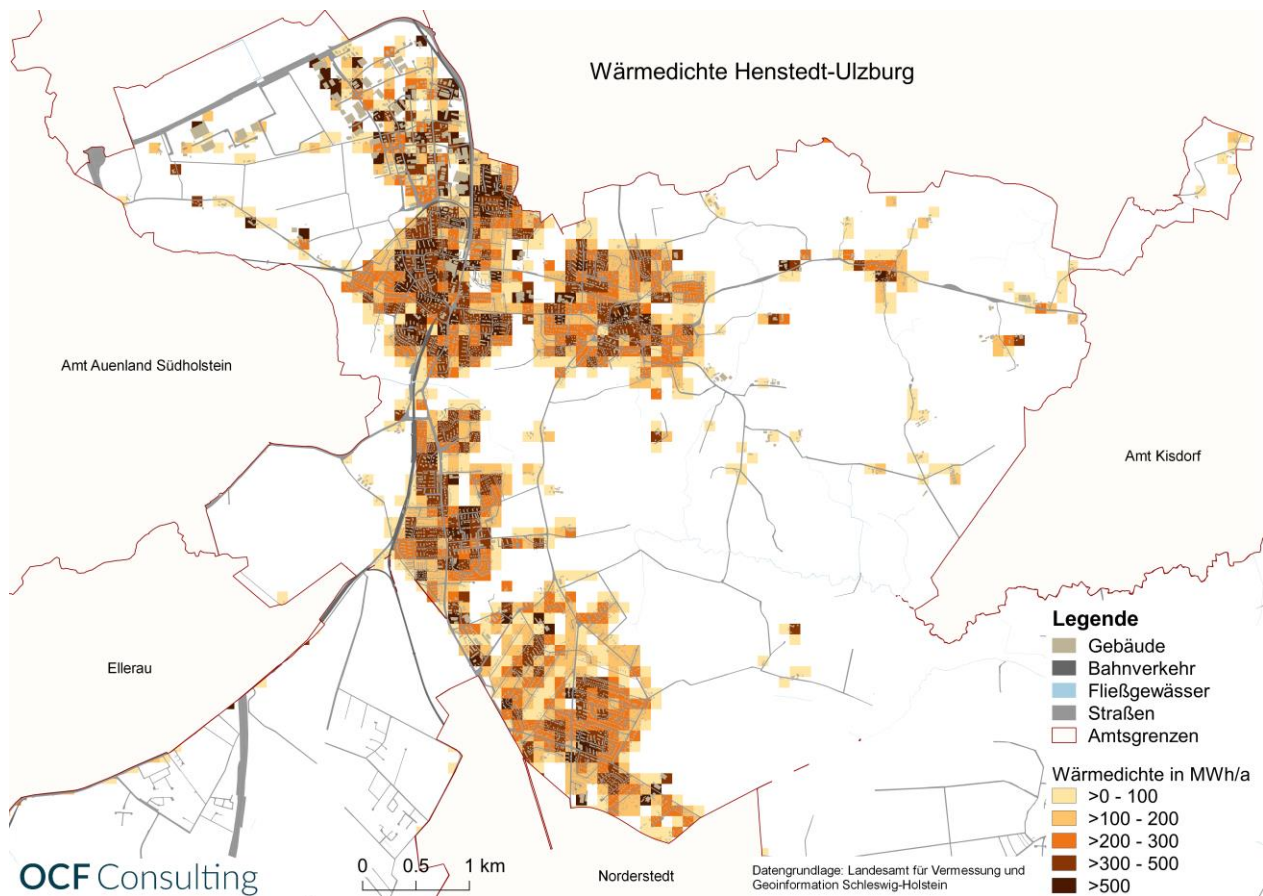 Wärmedichte Henstedt-Ulzburg
Amt Auenland Südholstein
Amt Kisdorf
Ellerau
Norderstedt
Legende
Gebäude
Bahnverkehr
Fließgewässer
Straßen
Amtsgrenzen
Wärmedichte in MWh/a
>0 - 100
>100 - 200
>200 - 300
>300 - 500
>500
OCF Consulting
0 0.5 1 km
Datengrundlage: Landesamt für Vermessung und
Geoinformation Schleswig-Holstein